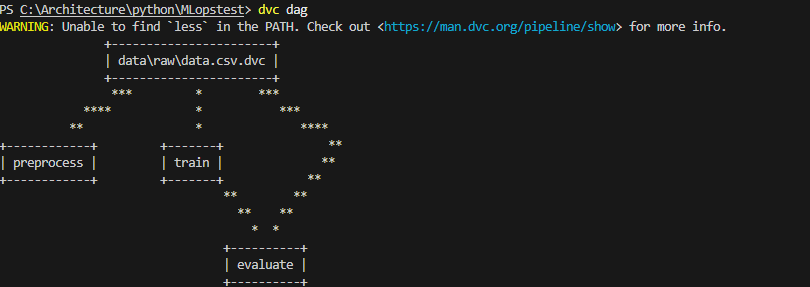 PS C:\Architecture\python\MLopstest> dvc dag
WARNING: Unable to find `less` in the PATH. Check out <https://man.dvc.org/pipeline/show> for more info.
data\raw\data.csv.dvc
preprocess
train
evaluate